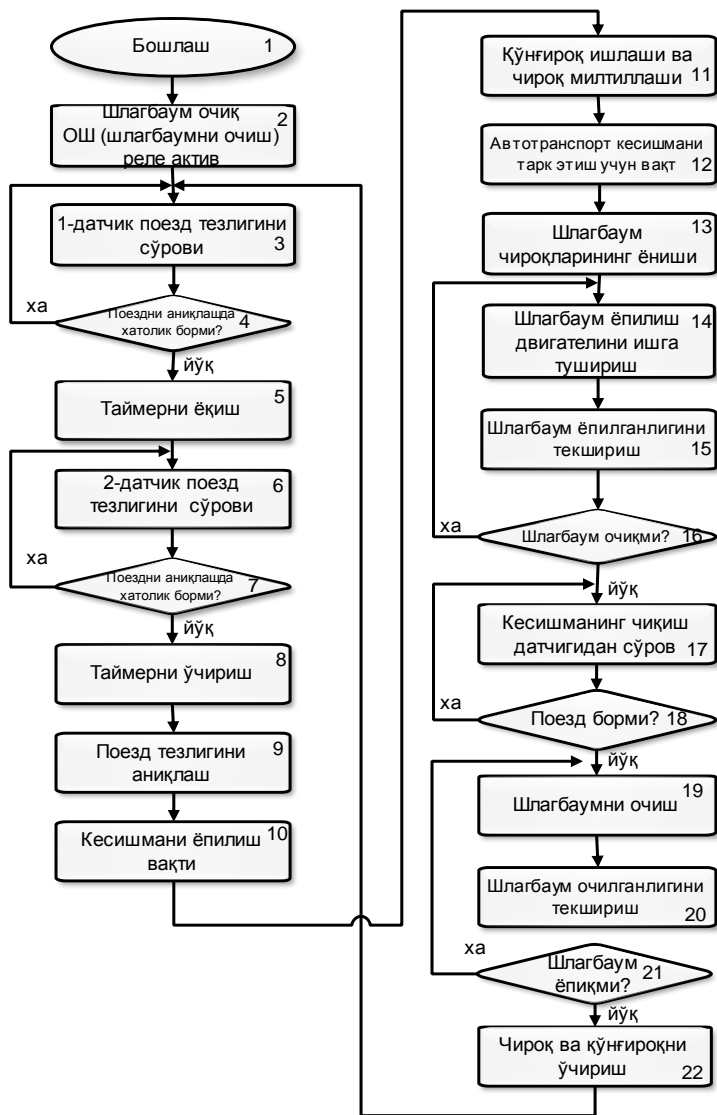 Бошлаш 1
Шлагбаум очиқ 2
ОШ (шлагбаумни очиш)
реле актив
1-датчик поезд тезлигини
сўрови 3
ха
Поездни аниқлашда 4
хатолик борми?
йўқ
Таймерни ёқиш 5
2-датчик поезд 6
тезлигини сўрови
ха
Поездни аниқлашда 7
хатолик борми?
йўқ
Таймерни ўчириш 8
Поезд тезлигини 9
аниқлаш
Кесишмани ёпилиш 10
вақти
Қўнғироқ ишлаши ва 11
чироқ милтиллаши
Автотранспорт кесишмани
тарк этиш учун вақт 12
13
Шлагбаум
чироқларининг ёниши
Шлагбаум ёпилиш 14
двигателини ишга
тушириш
Шлагбаум ёпилганлигини
текшириш 15
ха
Шлагбаум очиқми? 16
йўқ
Кесишманинг чиқиш
датчигидан сўров 17
ха
Поезд борми? 18
йўқ
19
Шлагбаумни очиш
Шлагбаум очилганлигини
текшириш 20
ха
Шлагбаум 21
ёпиқми?
йўқ
Чироқ ва қўнғироқни
ўчириш 22